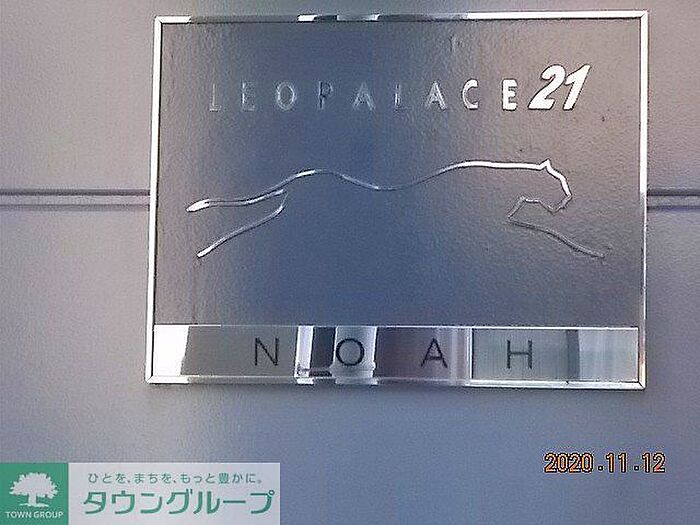 LEOPALACE21
NOAH
2020.11.12
ひとを、まちを、もっと豊かに。
タウングループ
TOWN GROUP